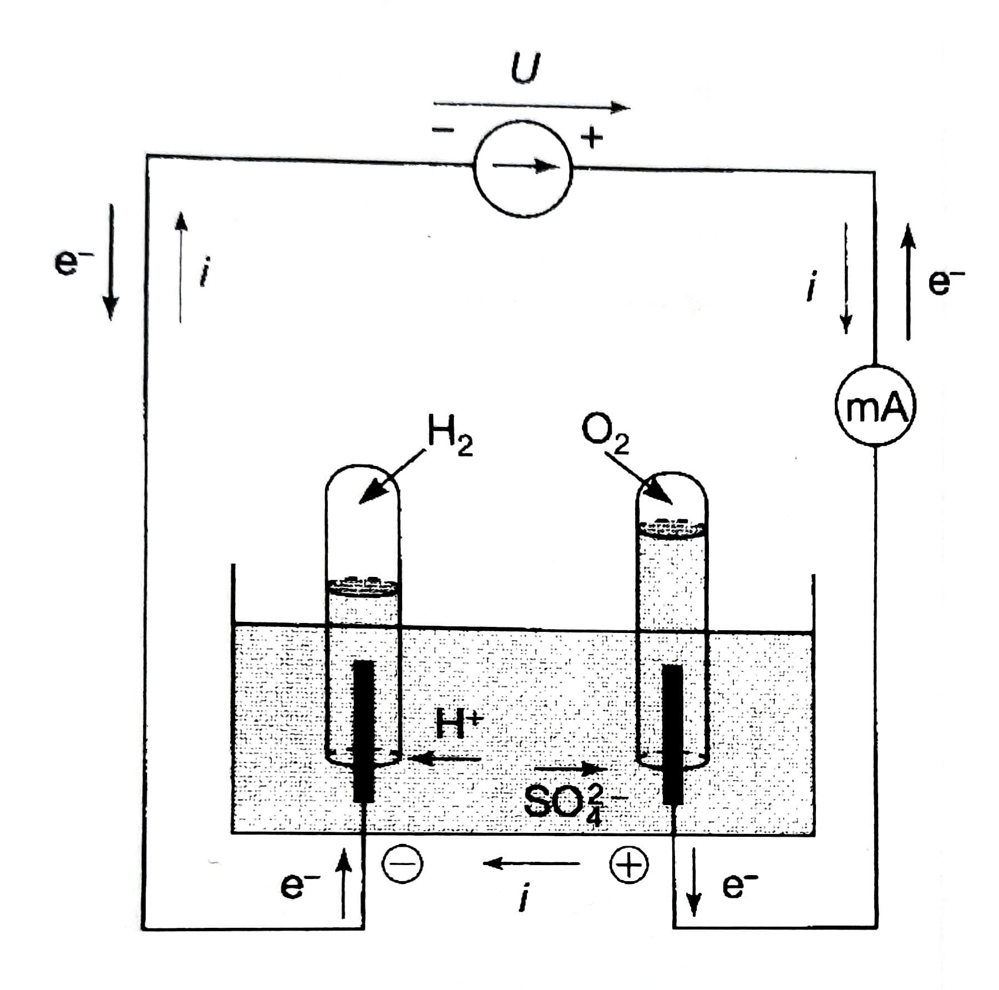 U
− +
e⁻ i i e⁻
mA
H₂ O₂
H⁺
SO₄²⁻
− +
e⁻ i e⁻